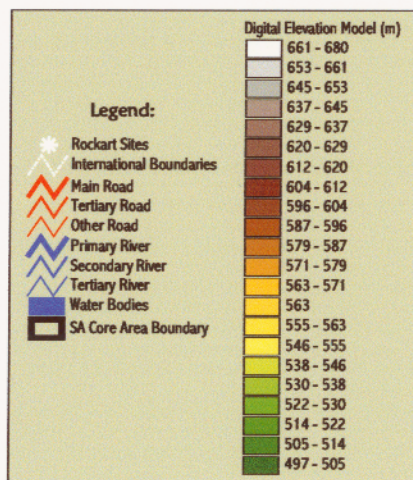 Legend:
Rockart Sites
International Boundaries
Main Road
Tertiary Road
Other Road
Primary River
Secondary River
Tertiary River
Water Bodies
SA Core Area Boundary
Digital Elevation Model (m)
661 - 680
653 - 661
645 - 653
637 - 645
629 - 637
620 - 629
612 - 620
604 - 612
596 - 604
587 - 596
579 - 587
571 - 579
563 - 571
563
555 - 563
546 - 555
538 - 546
530 - 538
522 - 530
514 - 522
505 - 514
497 - 505